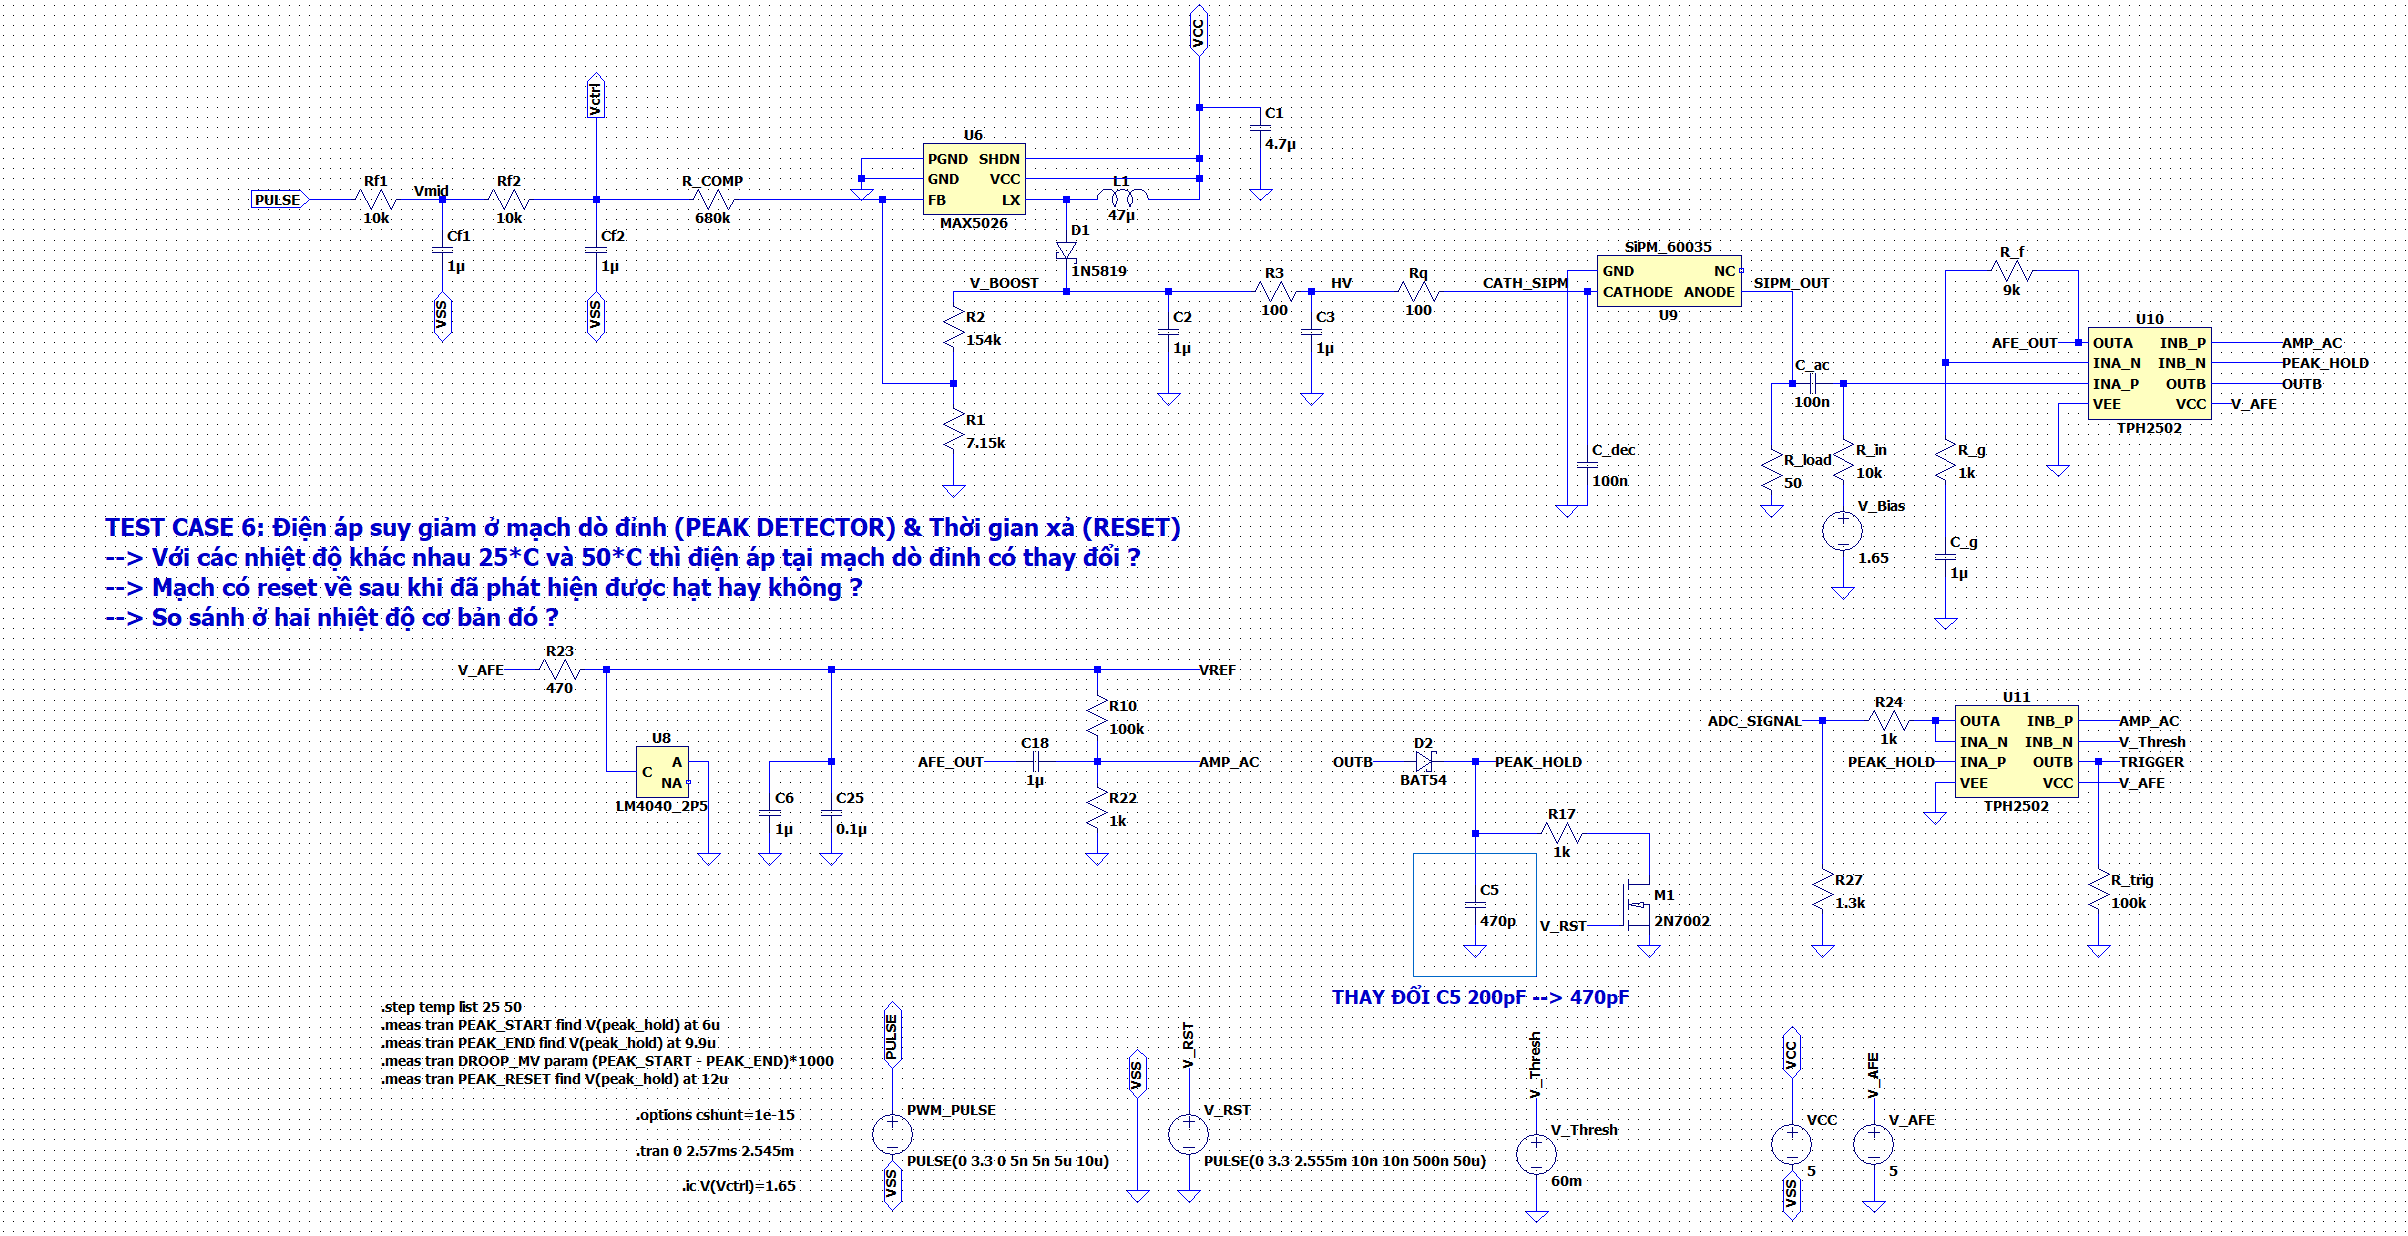 VCC
Vctrl
C1
4.7µ
U6
PGND SHDN
GND VCC
FB LX
MAX5026
PULSE
Rf1
10k
Vmid
Rf2
10k
R_COMP
680k
L1
47µ
Cf1
1µ
Cf2
1µ
VSS
VSS
D1
1N5819
V_BOOST
R2
154k
R1
7.15k
C2
1µ
R3
100
HV
C3
1µ
Rq
100
CATH_SIPM
SiPM_60035
GND NC
CATHODE ANODE
U9
SIPM_OUT
C_dec
100n
C_ac
100n
R_load
50
R_in
10k
V_Bias
1.65
R_f
9k
R_g
1k
C_g
1µ
U10
AFE_OUT
OUTA INB_P
INA_N INB_N
INA_P OUTB
VEE VCC
TPH2502
AMP_AC
PEAK_HOLD
OUTB
V_AFE
TEST CASE 6: Điện áp suy giảm ở mạch dò đỉnh (PEAK DETECTOR) & Thời gian xả (RESET)
--> Với các nhiệt độ khác nhau 25*C và 50*C thì điện áp tại mạch dò đỉnh có thay đổi ?
--> Mạch có reset về sau khi đã phát hiện được hạt hay không ?
--> So sánh ở hai nhiệt độ cơ bản đó ?
V_AFE
R23
470
VREF
U8
C A
NA
LM4040_2P5
C6
1µ
C25
0.1µ
R10
100k
AFE_OUT
C18
1µ
AMP_AC
R22
1k
OUTB
D2
BAT54
PEAK_HOLD
R17
1k
C5
470p
V_RST
M1
2N7002
THAY ĐỔI C5 200pF --> 470pF
ADC_SIGNAL
R24
1k
U11
OUTA INB_P
INA_N INB_N
INA_P OUTB
VEE VCC
TPH2502
PEAK_HOLD
AMP_AC
V_Thresh
TRIGGER
V_AFE
R27
1.3k
R_trig
100k
.step temp list 25 50
.meas tran PEAK_START find V(peak_hold) at 6u
.meas tran PEAK_END find V(peak_hold) at 9.9u
.meas tran DROOP_MV param (PEAK_START - PEAK_END)*1000
.meas tran PEAK_RESET find V(peak_hold) at 12u
.options cshunt=1e-15
.tran 0 2.57ms 2.545m
.ic V(Vctrl)=1.65
PULSE
PWM_PULSE
PULSE(0 3.3 0 5n 5n 5u 10u)
VSS
VSS
V_RST
V_RST
PULSE(0 3.3 2.555m 10n 10n 500n 50u)
V_Thresh
V_Thresh
60m
VCC
VCC
5
VSS
V_AFE
V_AFE
5